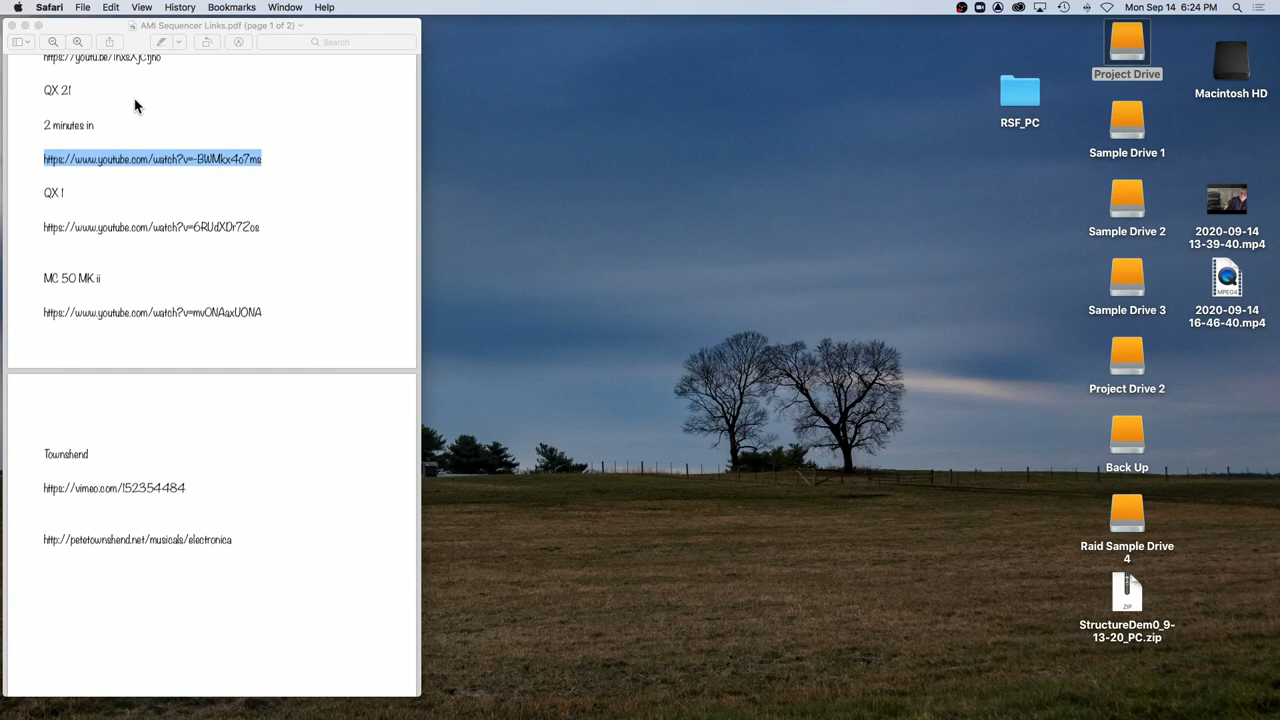 Safari File Edit View History Bookmarks Window Help
Mon Sep 14 6:24 PM
AMI Sequencer Links.pdf (page 1 of 2)
Search
QX 21
2 minutes in
https://www.youtube.com/watch?v=-BWMkx4o7ms
QX 1
https://www.youtube.com/watch?v=6RUdXDr7Zos
MC 50 MK ii
https://www.youtube.com/watch?v=mvONAaxUONA
Townshend
https://vimeo.com/152354484
http://petetownshend.net/musicals/electronica
RSF_PC
Project Drive
Sample Drive 1
Sample Drive 2
Sample Drive 3
Project Drive 2
Back Up
Raid Sample Drive
4
ZIP
StructureDem0_9-
13-20_PC.zip
Macintosh HD
2020-09-14
13-39-40.mp4
MPEG4
2020-09-14
16-46-40.mp4